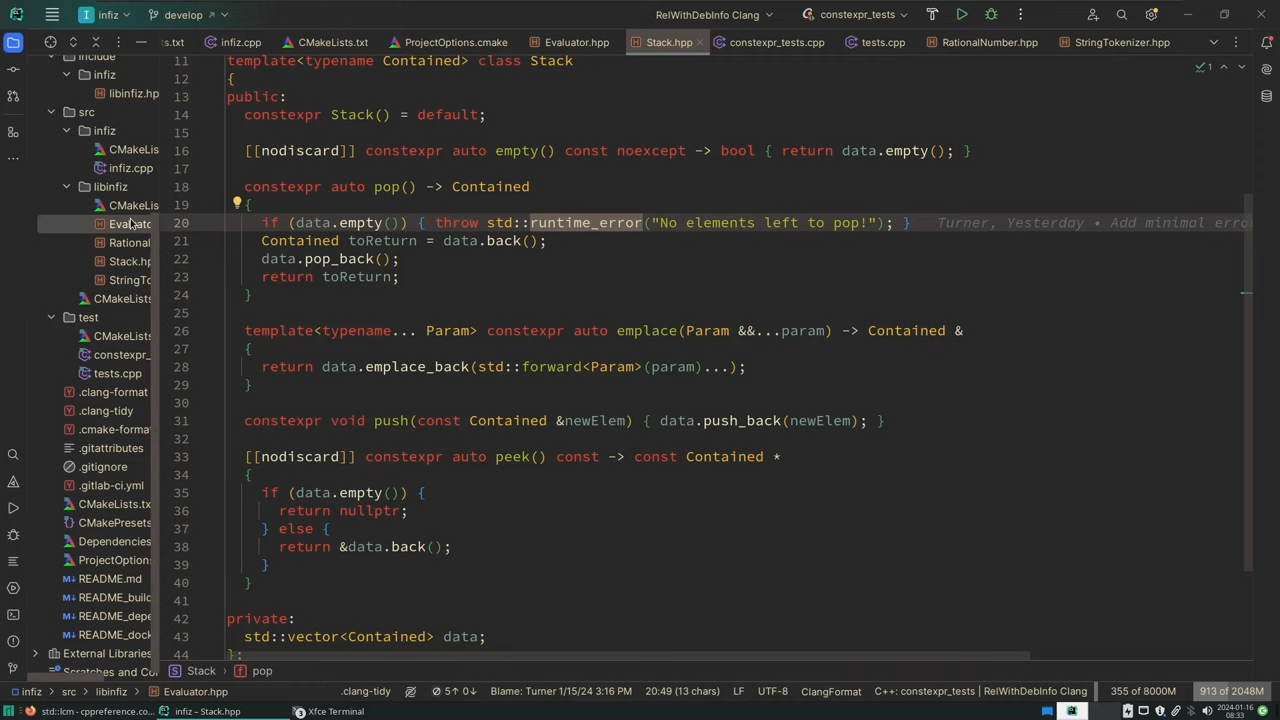 I infiz
develop
RelWithDebInfo Clang
constexpr_tests
ts.txt
infiz.cpp
CMakeLists.txt
ProjectOptions.cmake
Evaluator.hpp
Stack.hpp
constexpr_tests.cpp
tests.cpp
RationalNumber.hpp
StringTokenizer.hpp
include
infiz
libinfiz.hp
src
infiz
CMakeLis
infiz.cpp
libinfiz
CMakeLis
Evaluato
Rational
Stack.hp
StringTo
CMakeLists
test
CMakeLists
constexpr_
tests.cpp
.clang-format
.clang-tidy
.cmake-format
.gitattributes
.gitignore
.gitlab-ci.yml
CMakeLists.tx
CMakePresets
Dependencies
ProjectOption
README.md
README_build
README_depe
README_dock
External Libraries
Scratches and Con
1
11 template<typename Contained> class Stack
12 {
13 public:
14 constexpr Stack() = default;
15
16 [[nodiscard]] constexpr auto empty() const noexcept -> bool { return data.empty(); }
17
18 constexpr auto pop() -> Contained
19 {
20 if (data.empty()) { throw std::runtime_error("No elements left to pop!"); } Turner, Yesterday • Add minimal erro
21 Contained toReturn = data.back();
22 data.pop_back();
23 return toReturn;
24 }
25
26 template<typename... Param> constexpr auto emplace(Param &&...param) -> Contained &
27 {
28 return data.emplace_back(std::forward<Param>(param)...);
29 }
30
31 constexpr void push(const Contained &newElem) { data.push_back(newElem); }
32
33 [[nodiscard]] constexpr auto peek() const -> const Contained *
34 {
35 if (data.empty()) {
36 return nullptr;
37 } else {
38 return &data.back();
39 }
40 }
41
42 private:
43 std::vector<Contained> data;
44 };
S Stack f pop
infiz > src > libinfiz > Evaluator.hpp
.clang-tidy
5↑ 0↓
Blame: Turner 1/15/24 3:16 PM
20:49 (13 chars)
LF
UTF-8
ClangFormat
C++: constexpr_tests | RelWithDebInfo Clang
355 of 8000M
913 of 2048M
std::lcm - cppreference.co...
infiz – Stack.hpp
Xfce Terminal
2024-01-16
08:33